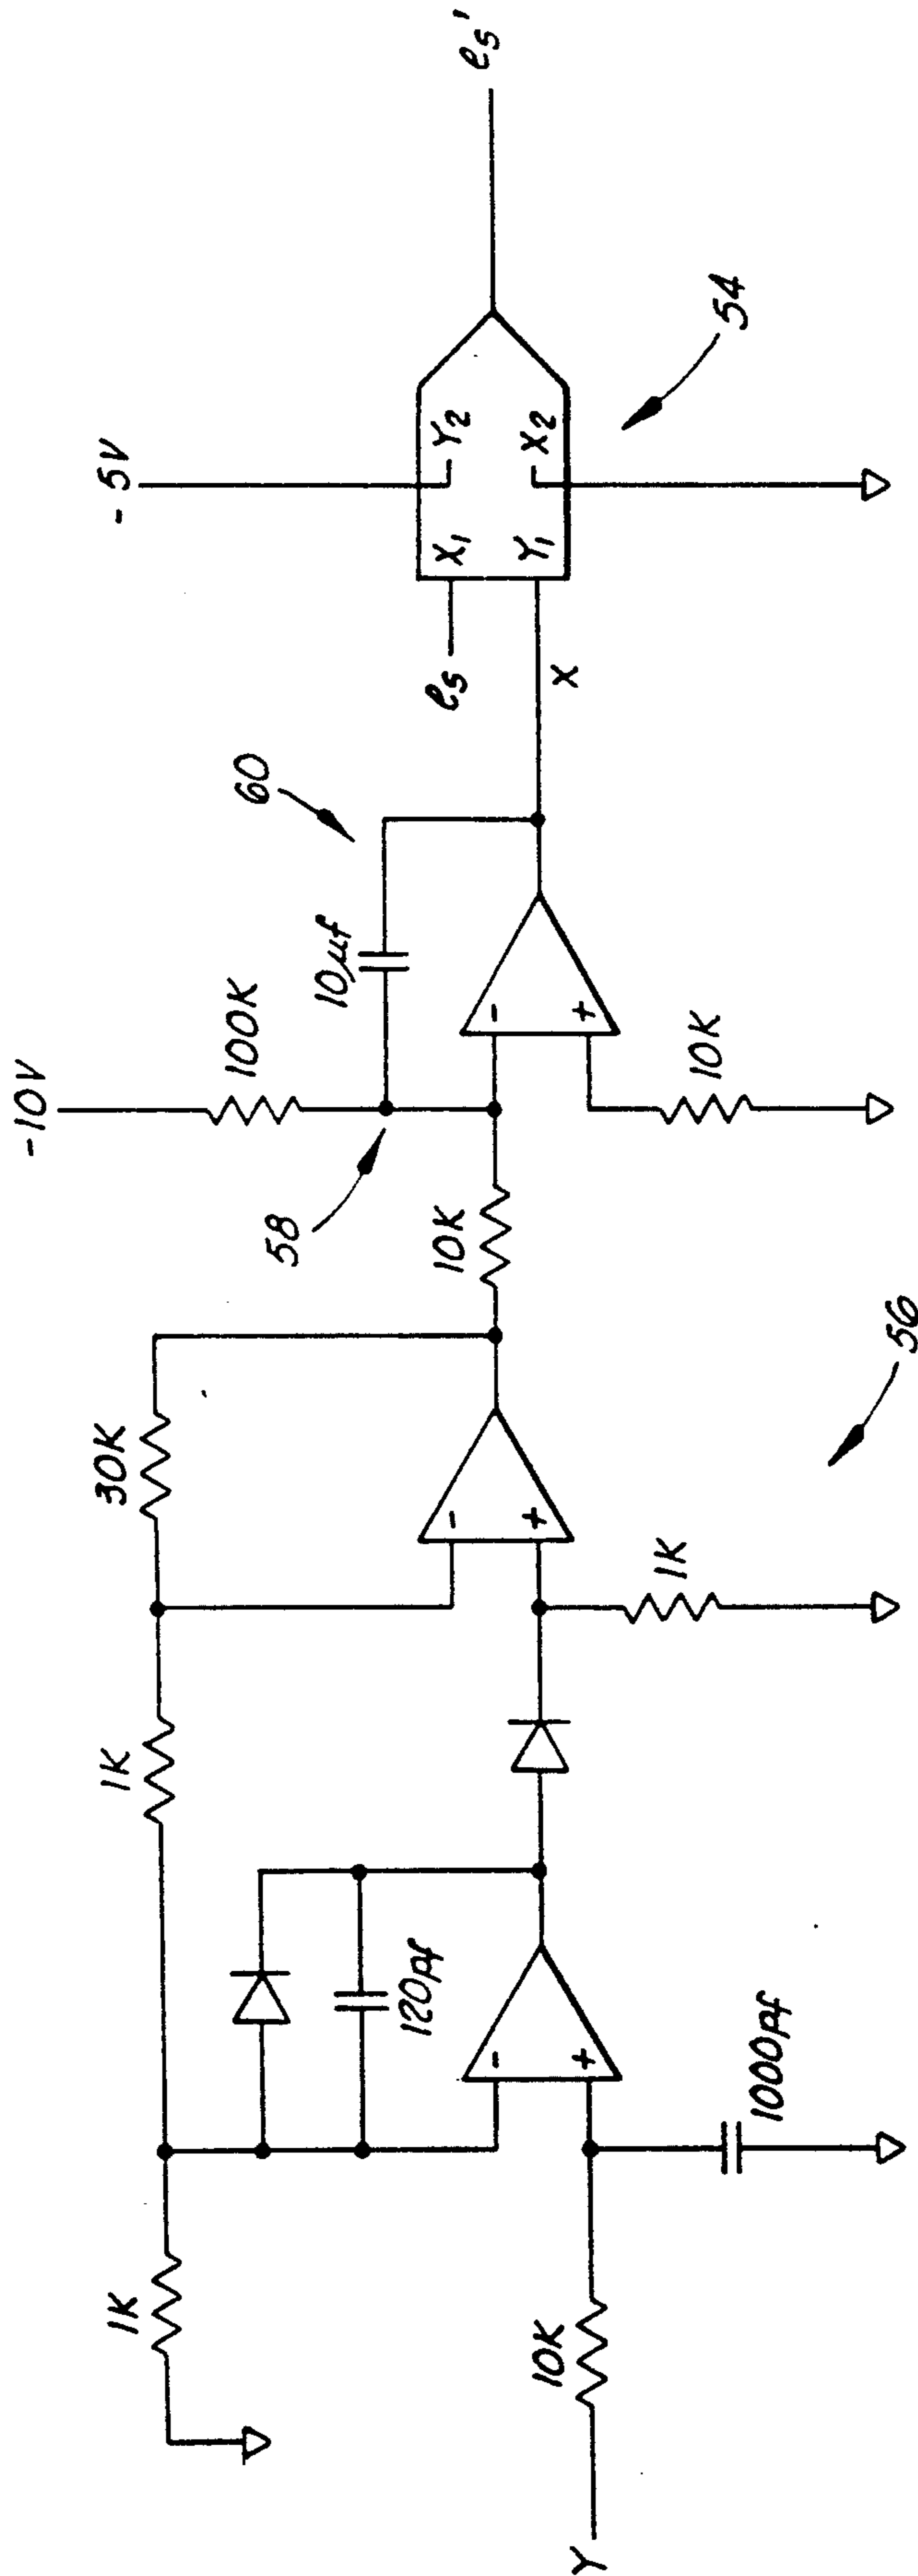 Y
10K
1K
1000pf
120pf
1K
-
+
1K
30K
-
+
56
10K
58
-10V
100K
10µf
60
-
+
10K
X
es
X1
Y1
Y2
X2
-5V
54
es'